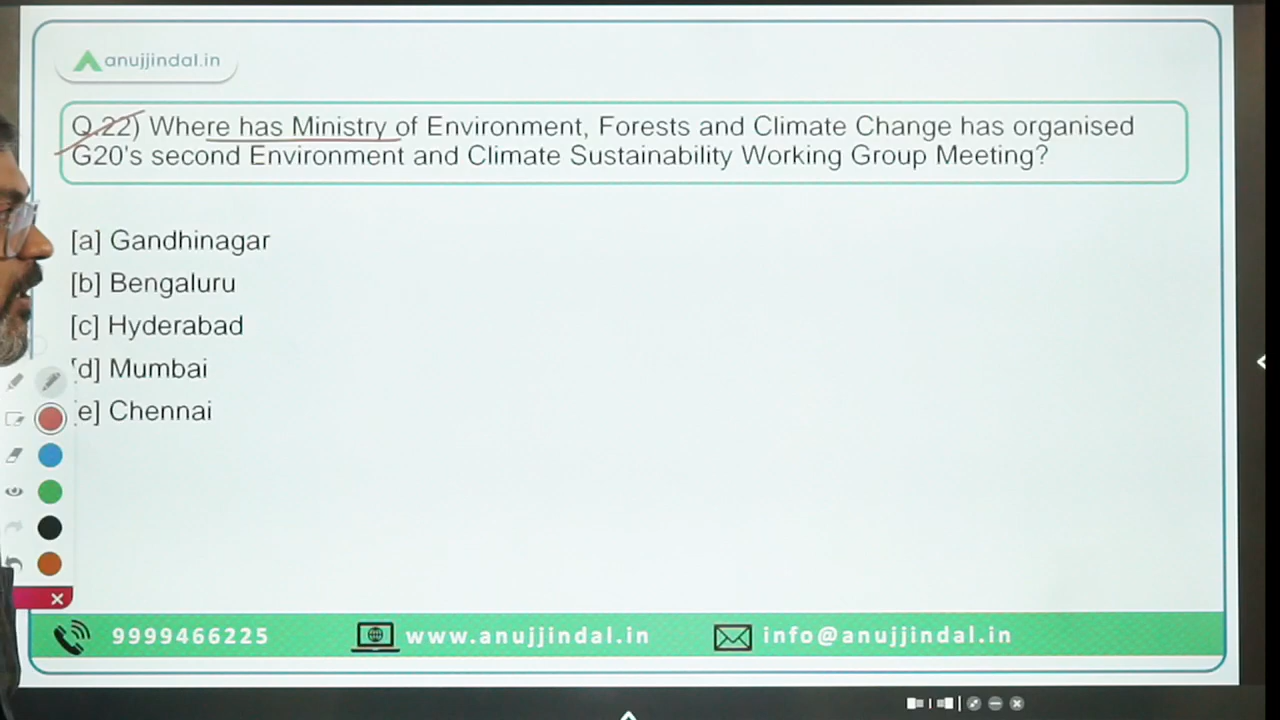 anujjindal.in
Q.22) Where has Ministry of Environment, Forests and Climate Change has organised
G20's second Environment and Climate Sustainability Working Group Meeting?
[a] Gandhinagar
[b] Bengaluru
[c] Hyderabad
[d] Mumbai
[e] Chennai
9999466225 www.anujjindal.in info@anujjindal.in